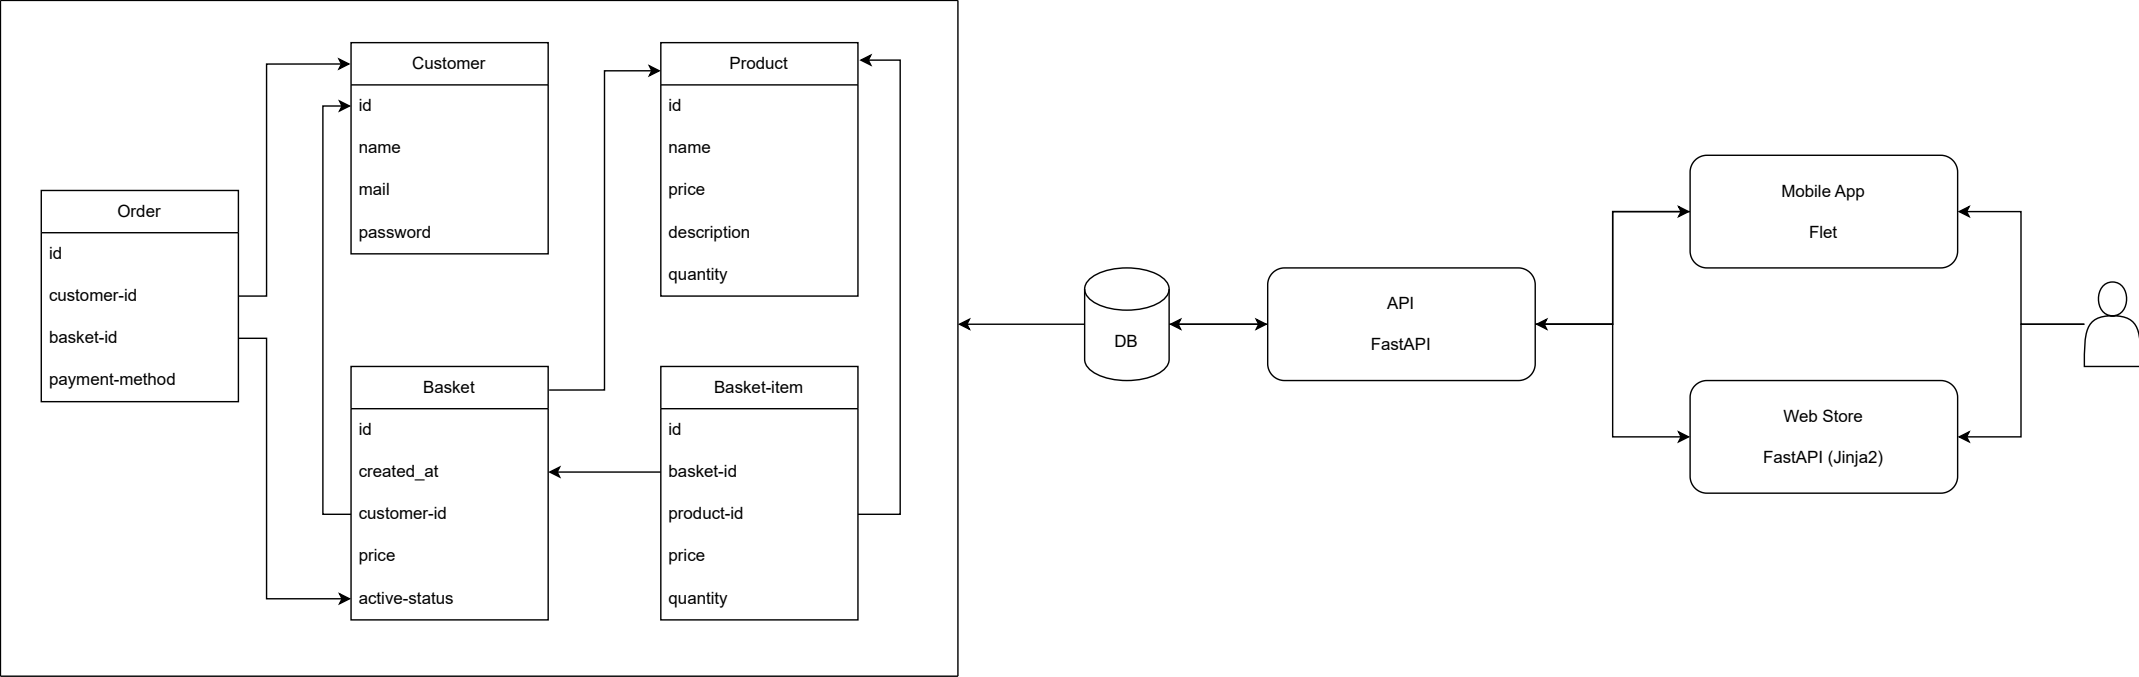 Order
id
customer-id
basket-id
payment-method
Customer
id
name
mail
password
Product
id
name
price
description
quantity
Basket
id
created_at
customer-id
price
active-status
Basket-item
id
basket-id
product-id
price
quantity
DB
API
FastAPI
Mobile App
Flet
Web Store
FastAPI (Jinja2)